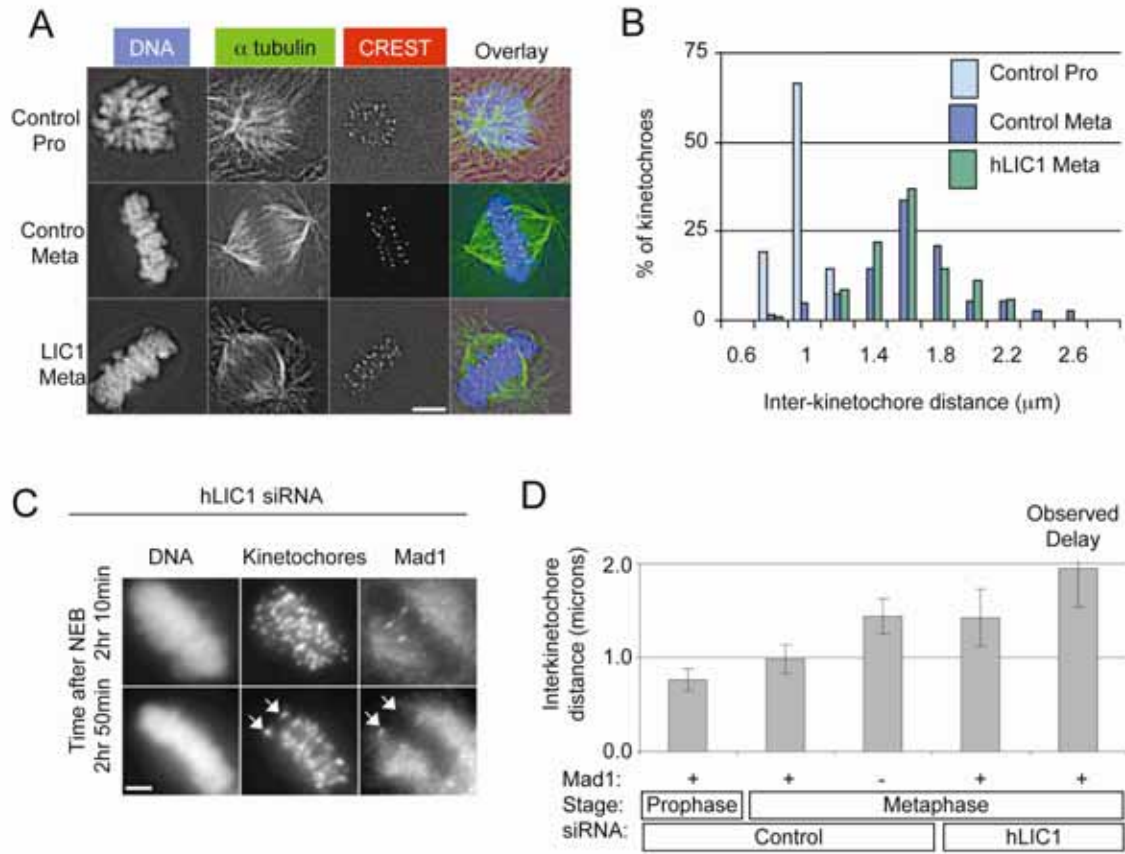 A
DNA
α tubulin
CREST
Overlay
Control
Pro
Contro
Meta
LIC1
Meta
B
75
50
25
0
% of kinetochroes
Control Pro
Control Meta
hLIC1 Meta
0.6 1 1.4 1.8 2.2 2.6
Inter-kinetochore distance (μm)
C
hLIC1 siRNA
DNA Kinetochores Mad1
Time after NEB
2hr 10min
2hr 50min
D
Observed
Delay
Interkinetochore
distance (microns)
2.0
1.0
0.0
Mad1: + + - + +
Stage: Prophase Metaphase
siRNA: Control hLIC1